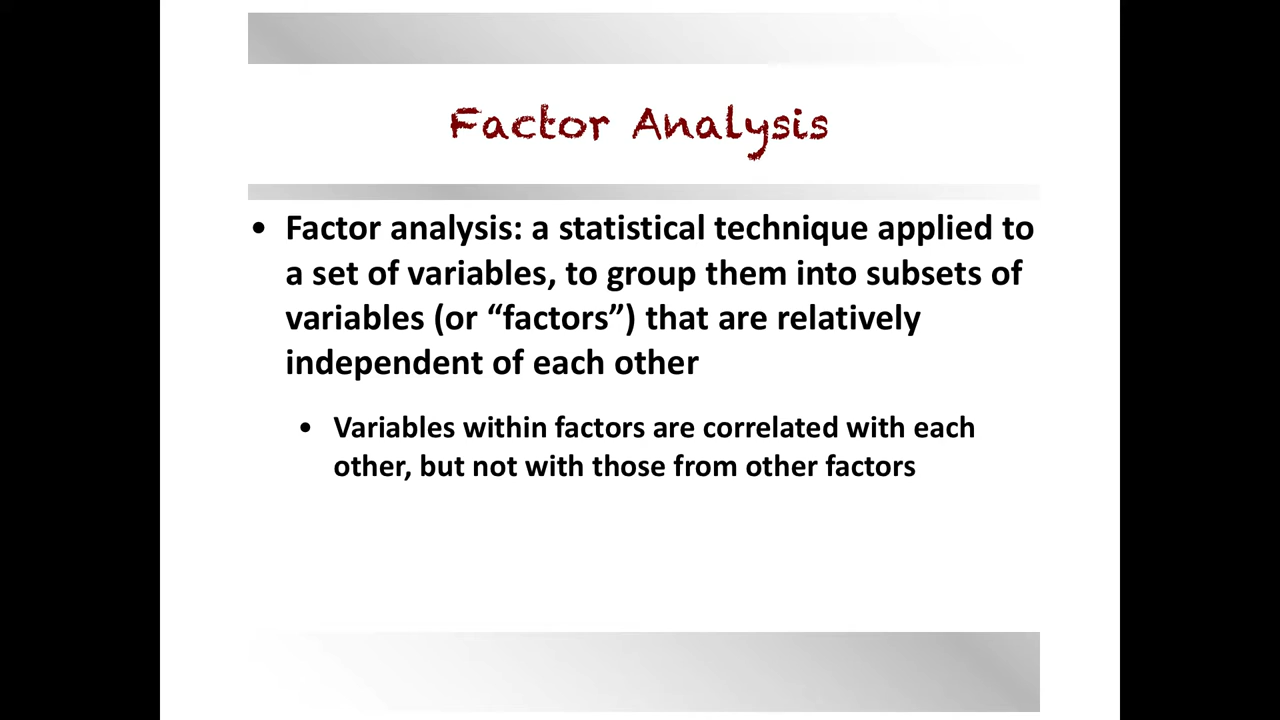 Factor Analysis
• Factor analysis: a statistical technique applied to
a set of variables, to group them into subsets of
variables (or “factors”) that are relatively
independent of each other
• Variables within factors are correlated with each
other, but not with those from other factors